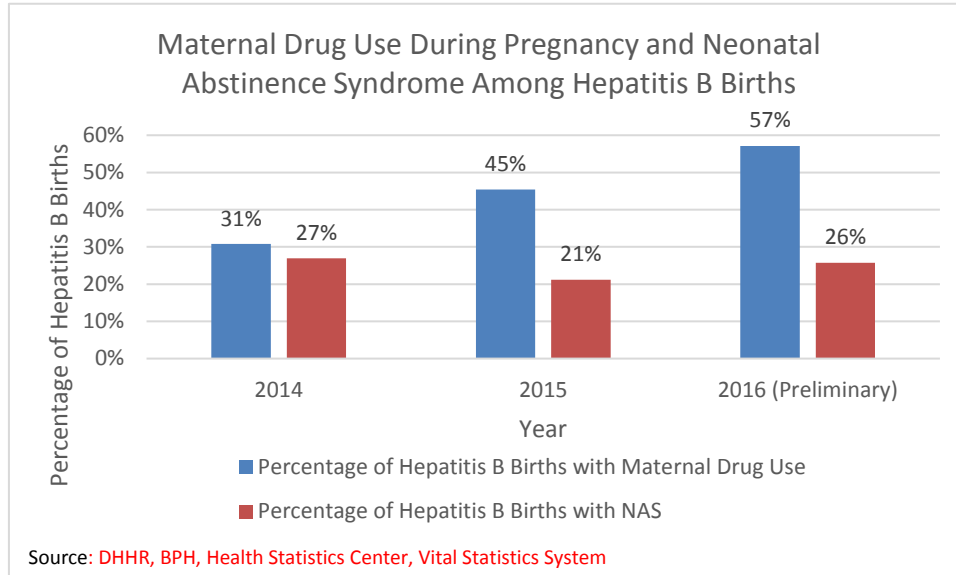 Maternal Drug Use During Pregnancy and Neonatal
Abstinence Syndrome Among Hepatitis B Births
Percentage of Hepatitis B Births
60%
50%
40%
30%
20%
10%
0%
31%
27%
45%
21%
57%
26%
2014
2015
2016 (Preliminary)
Year
Percentage of Hepatitis B Births with Maternal Drug Use
Percentage of Hepatitis B Births with NAS
Source: DHHR, BPH, Health Statistics Center, Vital Statistics System